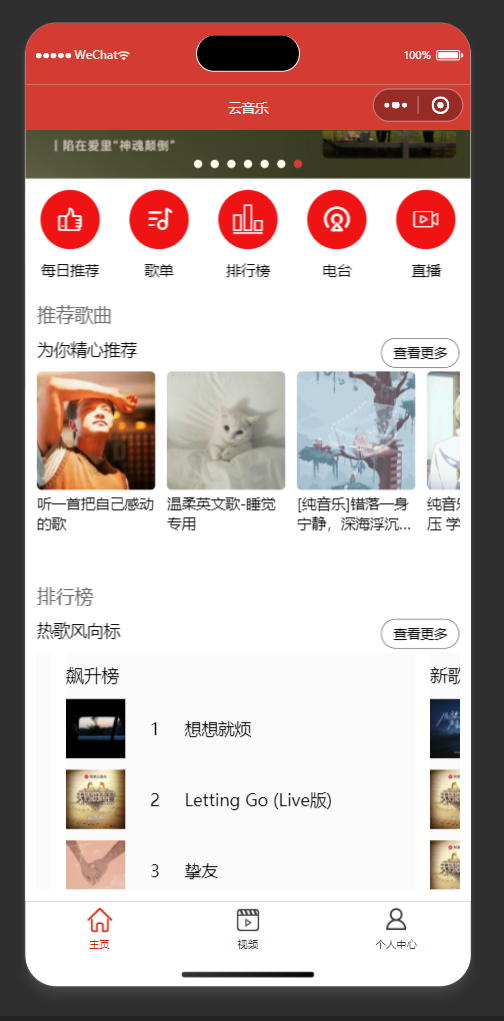 WeChat
100%
云音乐
陷在爱里“神魂颠倒”
每日推荐
歌单
排行榜
电台
直播
推荐歌曲
为你精心推荐
查看更多
听一首把自己感动
的歌
温柔英文歌-睡觉
专用
[纯音乐]错落一身
宁静，深海浮沉...
纯音
压 学
排行榜
热歌风向标
查看更多
飙升榜
新歌
1 想想就烦
2 Letting Go (Live版)
3 挚友
主页
视频
个人中心